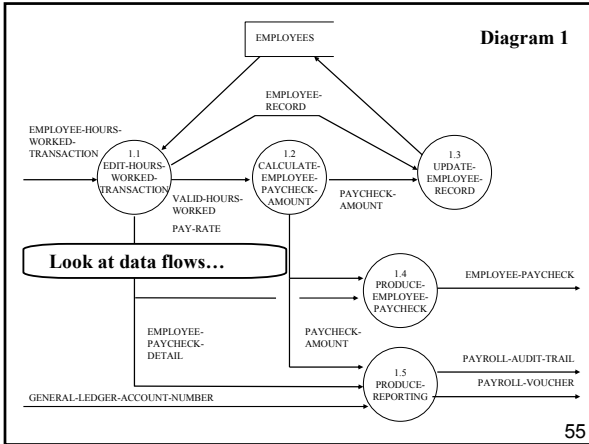 EMPLOYEES
Diagram 1
EMPLOYEE-
RECORD
EMPLOYEE-HOURS-
WORKED-
TRANSACTION
1.1
EDIT-HOURS-
WORKED-
TRANSACTION
1.2
CALCULATE-
EMPLOYEE-
PAYCHECK-
AMOUNT
1.3
UPDATE-
EMPLOYEE-
RECORD
VALID-HOURS-
WORKED
PAY-RATE
PAYCHECK-
AMOUNT
Look at data flows…
1.4
PRODUCE-
EMPLOYEE-
PAYCHECK
EMPLOYEE-PAYCHECK
EMPLOYEE-
PAYCHECK-
DETAIL
PAYCHECK-
AMOUNT
1.5
PRODUCE-
REPORTING
PAYROLL-AUDIT-TRAIL
PAYROLL-VOUCHER
GENERAL-LEDGER-ACCOUNT-NUMBER
55